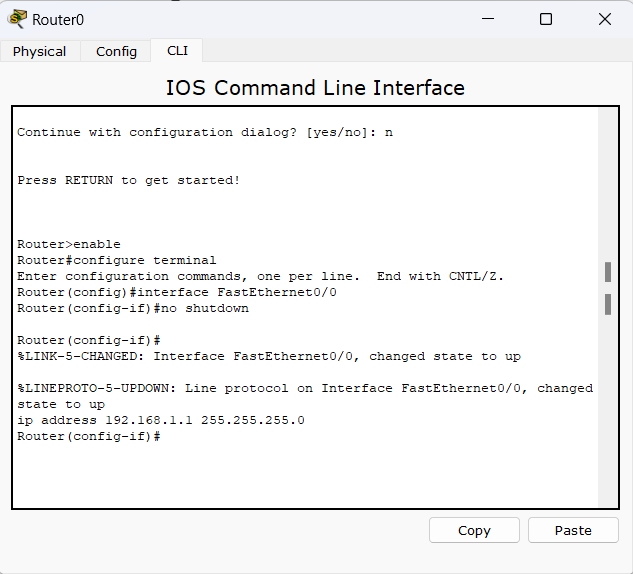 Router0
Physical Config CLI
IOS Command Line Interface
Continue with configuration dialog? [yes/no]: n
Press RETURN to get started!
Router>enable
Router#configure terminal
Enter configuration commands, one per line.  End with CNTL/Z.
Router(config)#interface FastEthernet0/0
Router(config-if)#no shutdown
Router(config-if)#
%LINK-5-CHANGED: Interface FastEthernet0/0, changed state to up
%LINEPROTO-5-UPDOWN: Line protocol on Interface FastEthernet0/0, changed
state to up
ip address 192.168.1.1 255.255.255.0
Router(config-if)#
Copy Paste